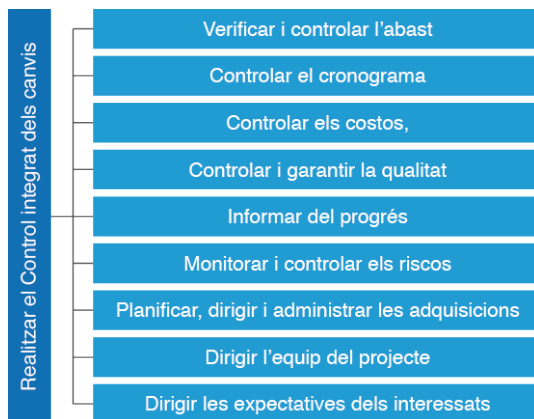 Realitzar el Control integrat dels canvis
Verificar i controlar l'abast
Controlar el cronograma
Controlar els costos,
Controlar i garantir la qualitat
Informar del progrés
Monitorar i controlar els riscos
Planificar, dirigir i administrar les adquisicions
Dirigir l'equip del projecte
Dirigir les expectatives dels interessats